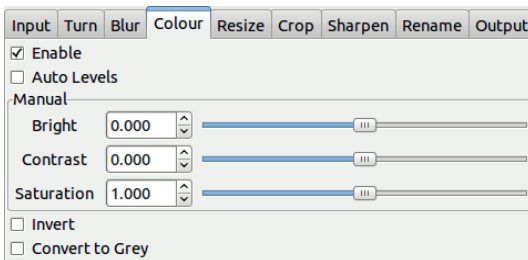 Input Turn Blur Colour Resize Crop Sharpen Rename Output
Enable
Auto Levels
Manual
Bright 0.000
Contrast 0.000
Saturation 1.000
Invert
Convert to Grey